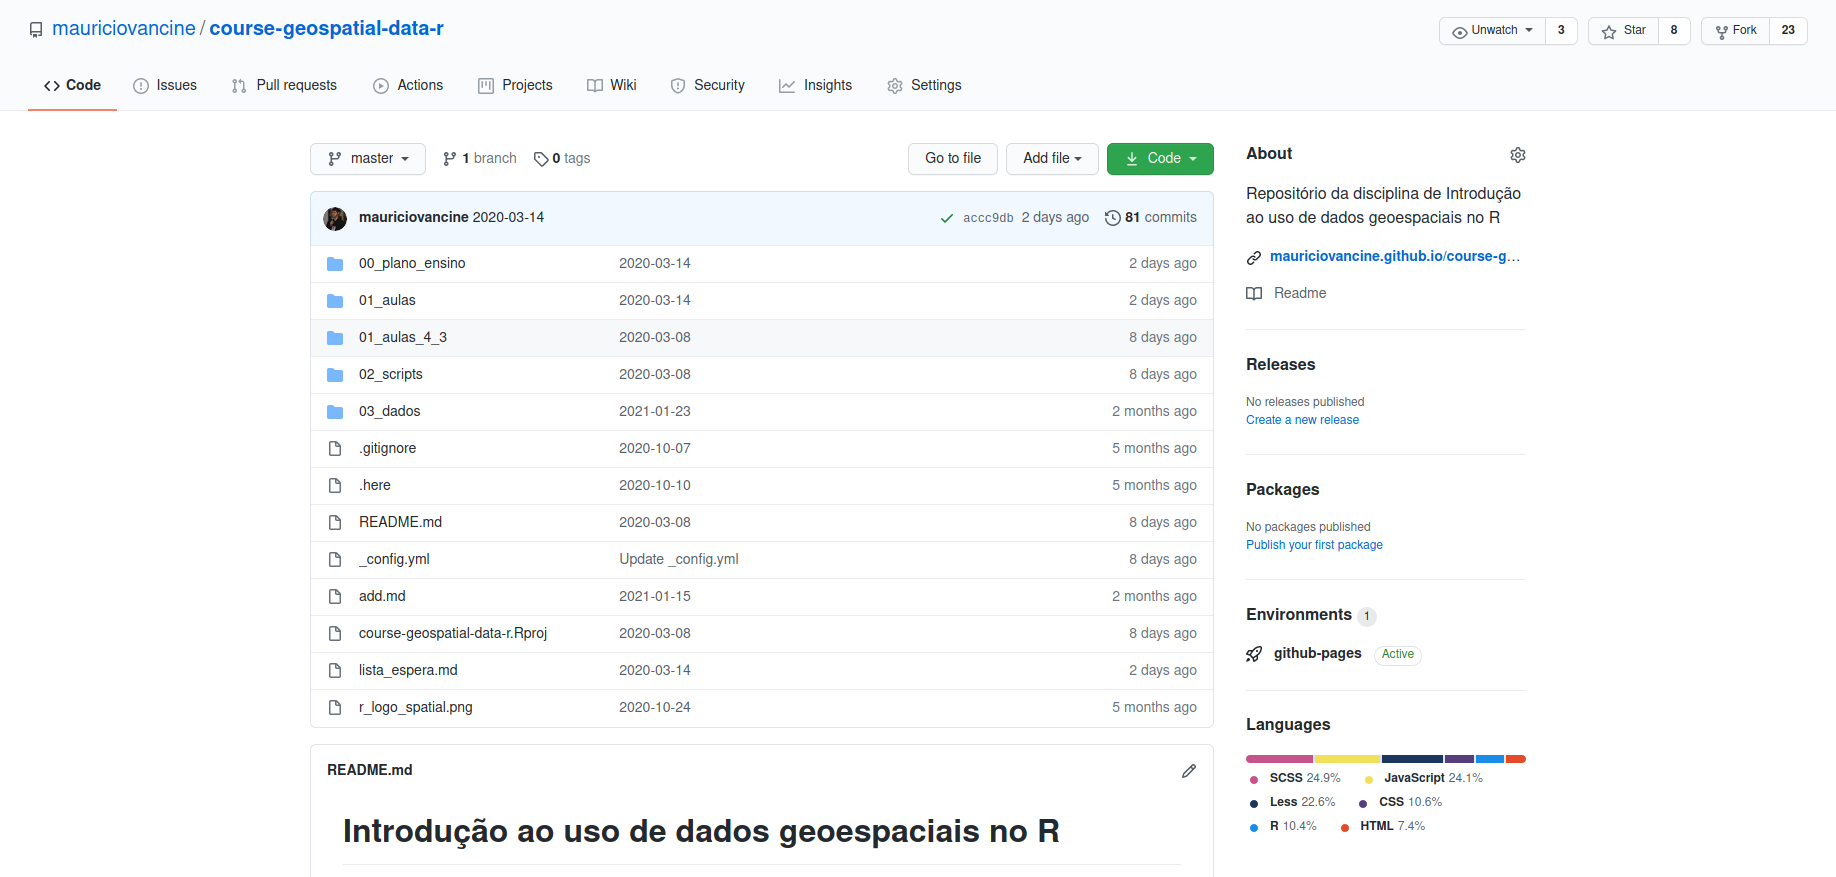 mauriciovancine / course-geospatial-data-r
Unwatch 3 Star 8 Fork 23
Code Issues Pull requests Actions Projects Wiki Security Insights Settings
master 1 branch 0 tags Go to file Add file Code
mauriciovancine 2020-03-14 accc9db 2 days ago 81 commits
00_plano_ensino 2020-03-14 2 days ago
01_aulas 2020-03-14 2 days ago
01_aulas_4_3 2020-03-08 8 days ago
02_scripts 2020-03-08 8 days ago
03_dados 2021-01-23 2 months ago
.gitignore 2020-10-07 5 months ago
.here 2020-10-10 5 months ago
README.md 2020-03-08 8 days ago
_config.yml Update _config.yml 8 days ago
add.md 2021-01-15 2 months ago
course-geospatial-data-r.Rproj 2020-03-08 8 days ago
lista_espera.md 2020-03-14 2 days ago
r_logo_spatial.png 2020-10-24 5 months ago
README.md
Introdução ao uso de dados geoespaciais no R
About
Repositório da disciplina de Introdução
ao uso de dados geoespaciais no R
mauriciovancine.github.io/course-g...
Readme
Releases
No releases published
Create a new release
Packages
No packages published
Publish your first package
Environments 1
github-pages Active
Languages
SCSS 24.9% JavaScript 24.1%
Less 22.6% CSS 10.6%
R 10.4% HTML 7.4%